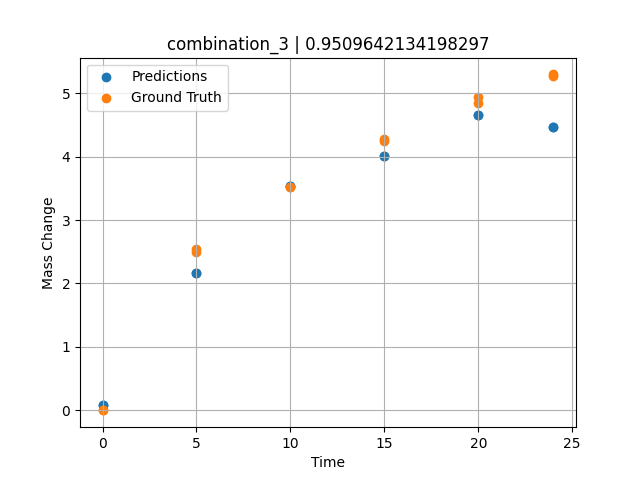 combination_3 | 0.9509642134198297
Predictions
Ground Truth
5
4
3
2
1
0
Mass Change
0 5 10 15 20 25
Time